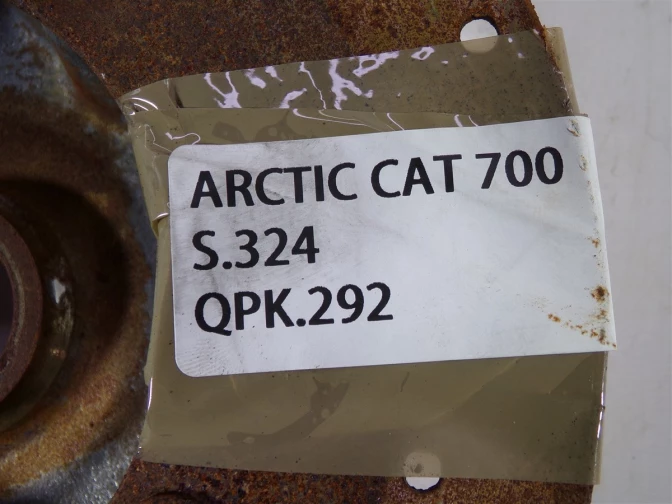 ARCTIC CAT 700
S.324
QPK.292